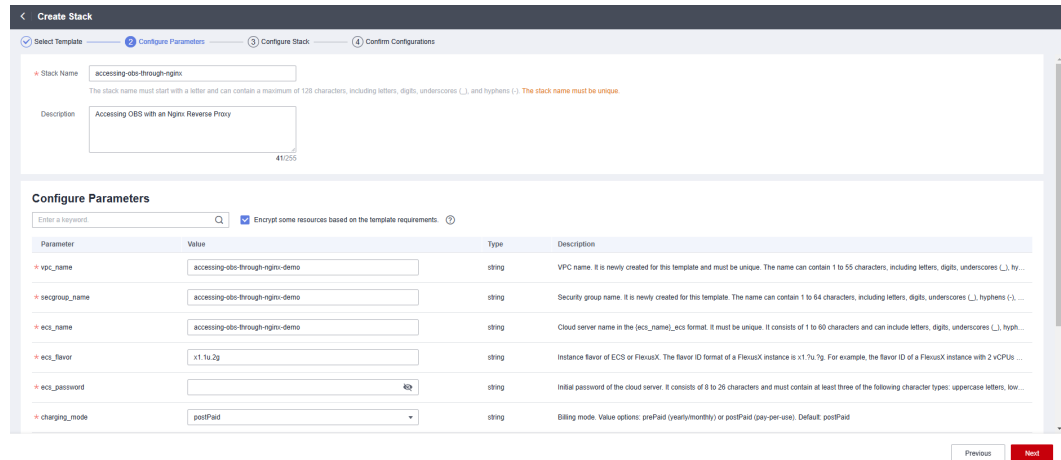 Create Stack
Select Template
2 Configure Parameters
3 Configure Stack
4 Confirm Configurations
* Stack Name accessing-obs-through-nginx
The stack name must start with a letter and can contain a maximum of 128 characters, including letters, digits, underscores (_), and hyphens (-). The stack name must be unique.
Description Accessing OBS with an Nginx Reverse Proxy
41/255
Configure Parameters
Enter a keyword. Encrypt some resources based on the template requirements. ?
Parameter Value Type Description
* vpc_name accessing-obs-through-nginx-demo string VPC name. It is newly created for this template and must be unique. The name can contain 1 to 55 characters, including letters, digits, underscores (_), hy...
* secgroup_name accessing-obs-through-nginx-demo string Security group name. It is newly created for this template. The name can contain 1 to 64 characters, including letters, digits, underscores (_), hyphens (-), ...
* ecs_name accessing-obs-through-nginx-demo string Cloud server name in the {ecs_name}_ecs format. It must be unique. It consists of 1 to 60 characters and can include letters, digits, underscores (_), hyph...
* ecs_flavor x1.1u.2g string Instance flavor of ECS or FlexusX. The flavor ID format of a FlexusX instance is x1.?u.?g. For example, the flavor ID of a FlexusX instance with 2 vCPUs ...
* ecs_password string Initial password of the cloud server. It consists of 8 to 26 characters and must contain at least three of the following character types: uppercase letters, low...
* charging_mode postPaid string Billing mode. Value options: prePaid (yearly/monthly) or postPaid (pay-per-use). Default: postPaid
Previous Next